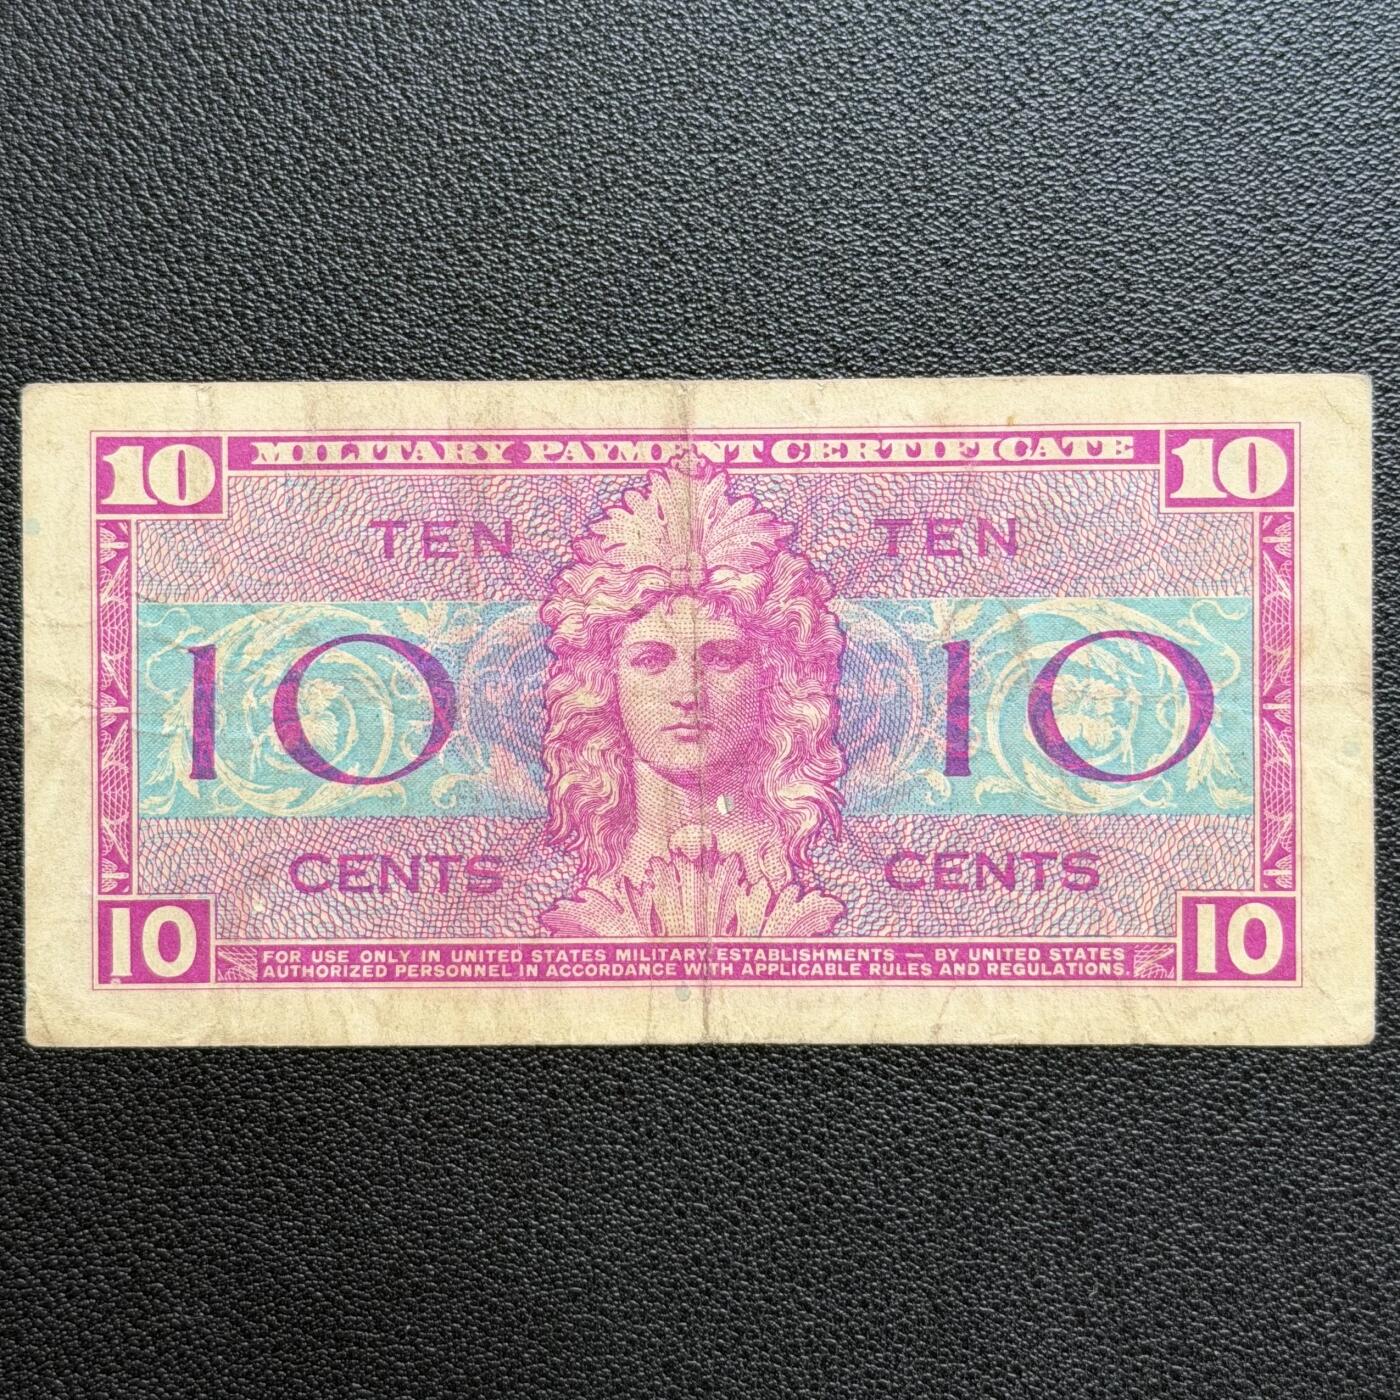 10 MILITARY PAYMENT CERTIFICATE 10
TEN TEN
10 10
CENTS CENTS
10 FOR USE ONLY IN UNITED STATES MILITARY ESTABLISHMENTS — BY UNITED STATES 10
AUTHORIZED PERSONNEL IN ACCORDANCE WITH APPLICABLE RULES AND REGULATIONS.